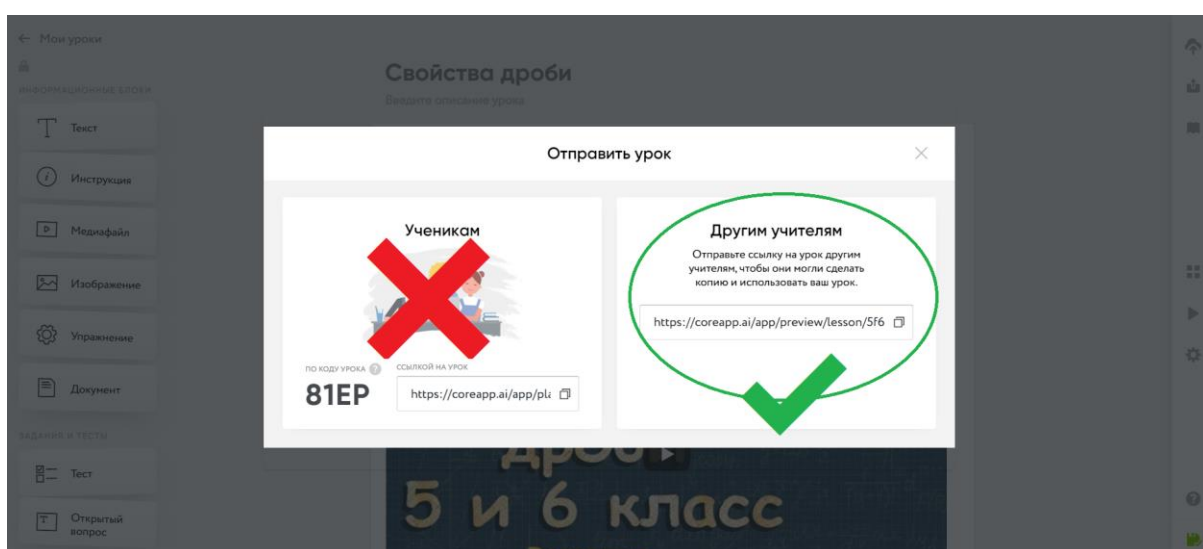 ← Мои уроки
ИНФОРМАЦИОННЫЕ БЛОКИ
Текст
Инструкция
Медиафайл
Изображение
Упражнение
Документ
ЗАДАНИЯ И ТЕСТЫ
Тест
Открытый
вопрос
Свойства дроби
Введите описание урока
Отправить урок
Ученикам
ПО КОДУ УРОКА
81EP
ССЫЛКОЙ НА УРОК
https://coreapp.ai/app/pl
Другим учителям
Отправьте ссылку на урок другим
учителям, чтобы они могли сделать
копию и использовать ваш урок.
https://coreapp.ai/app/preview/lesson/5f6
дроби
5 и 6 класс